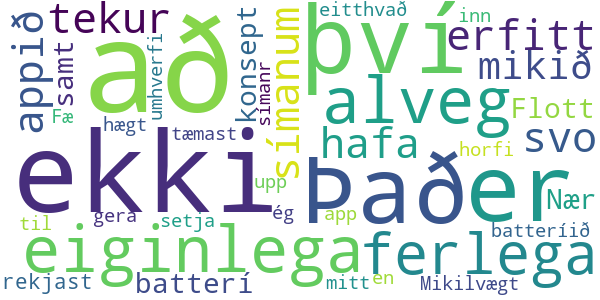 tekur
að
því
eitthvað
inn
erfitt
appið
samt
umhverfi
konsept
símanr
símanum
mikið
alveg
Flott
svo
Fæ
hægt
tæmast
hafa
horfi
ekki
Það
er
Nær
upp
til
gera
setja
ég
app
batteríið
eiginlega
ferlega
rekjast
batterí
mitt
en
Mikilvægt